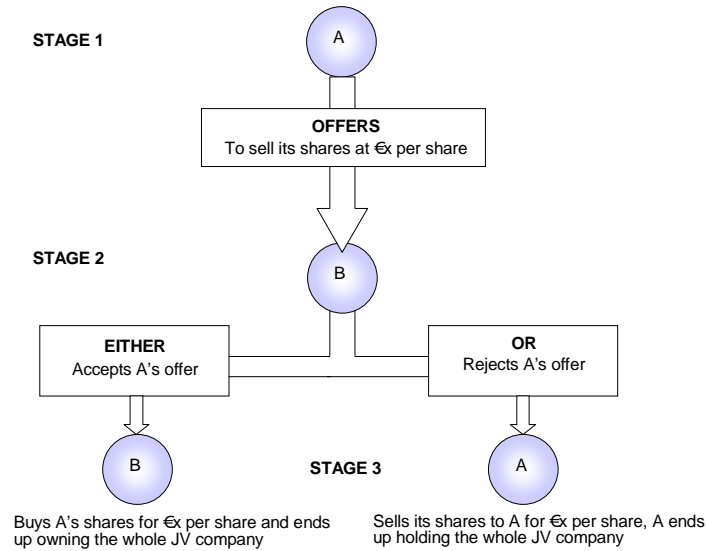 STAGE 1
A
OFFERS
To sell its shares at €x per share
STAGE 2
B
EITHER
Accepts A's offer
OR
Rejects A's offer
B
STAGE 3
A
Buys A's shares for €x per share and ends
up owning the whole JV company
Sells its shares to A for €x per share, A ends
up holding the whole JV company